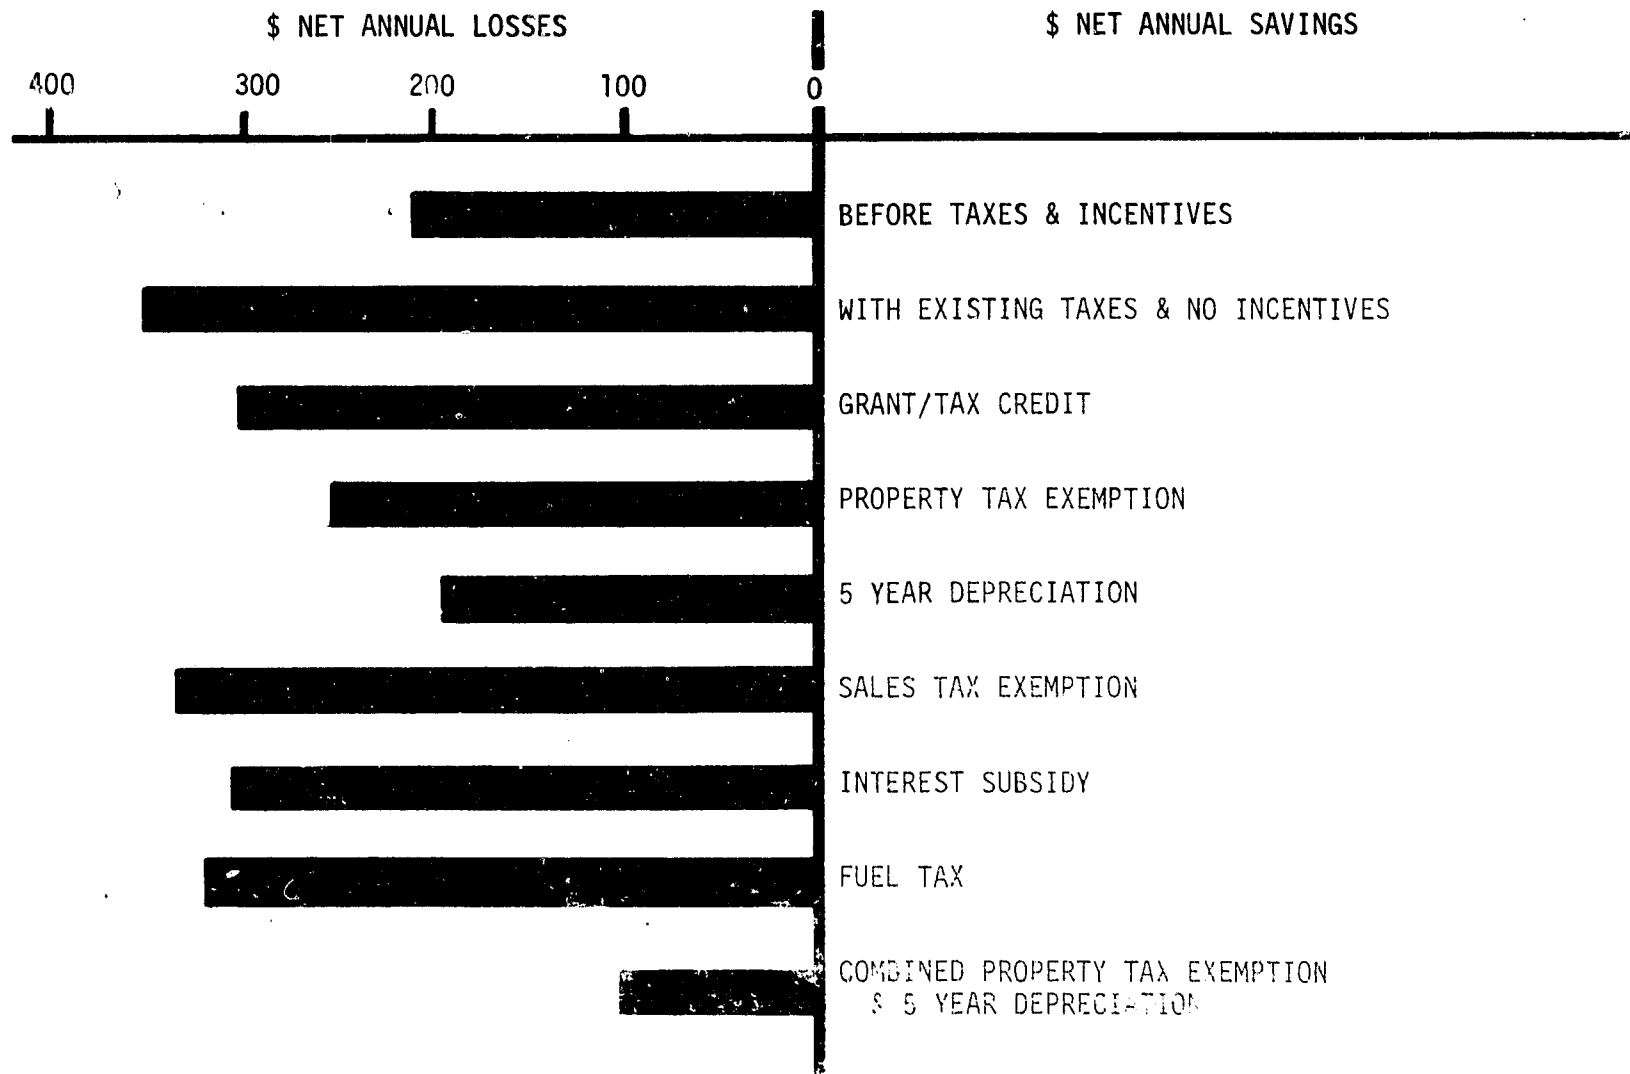 $ NET ANNUAL LOSSES
$ NET ANNUAL SAVINGS
400 300 200 100 0
BEFORE TAXES & INCENTIVES
WITH EXISTING TAXES & NO INCENTIVES
GRANT/TAX CREDIT
PROPERTY TAX EXEMPTION
5 YEAR DEPRECIATION
SALES TAX EXEMPTION
INTEREST SUBSIDY
FUEL TAX
COMBINED PROPERTY TAX EXEMPTION
& 5 YEAR DEPRECIATION